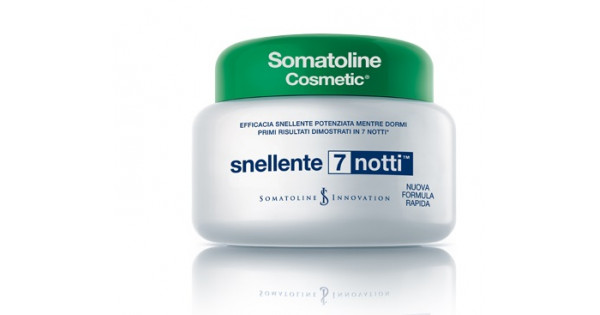 Somatoline
Cosmetic®
EFFICACIA SNELLENTE POTENZIATA MENTRE DORMI
PRIMI RISULTATI DIMOSTRATI IN 7 NOTTI*
snellente 7 notti™
SOMATOLINE SI INNOVATION
NUOVA
FORMULA
RAPIDA